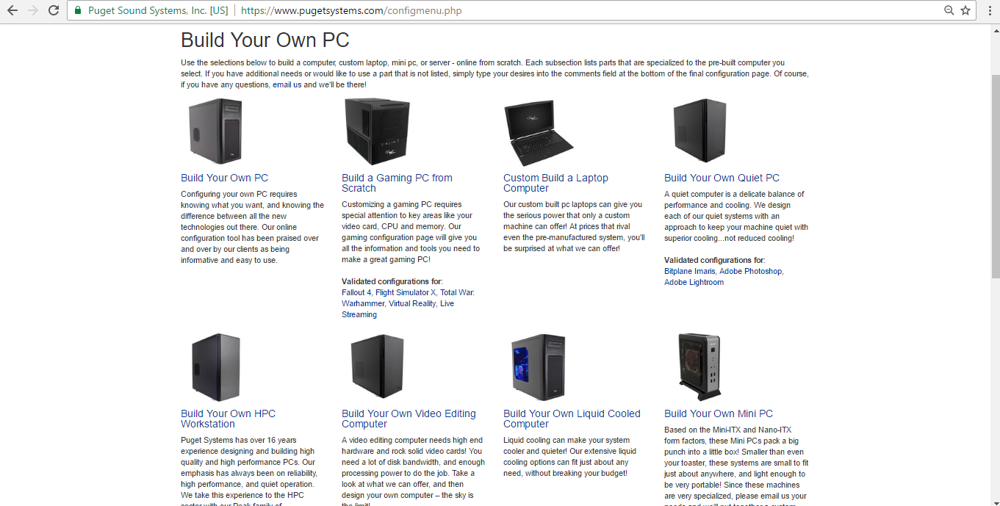 Puget Sound Systems, Inc. [US] | https://www.pugetsystems.com/configmenu.php
Build Your Own PC
Use the selections below to build a computer, custom laptop, mini pc, or server - online from scratch. Each subsection lists parts that are specialized to the pre-built computer you
select. If you have additional needs or would like to use a part that is not listed, simply type your desires into the comments field at the bottom of the final configuration page. Of course,
if you have any questions, email us and we'll be there!
Build Your Own PC
Configuring your own PC requires
knowing what you want, and knowing the
difference between all the new
technologies out there. Our online
configuration tool has been praised over
and over by our clients as being
informative and easy to use.
Build a Gaming PC from
Scratch
Customizing a gaming PC requires
special attention to key areas like your
video card, CPU and memory. Our
gaming configuration page will give you
all the information and tools you need to
make a great gaming PC!
Validated configurations for:
Fallout 4, Flight Simulator X, Total War:
Warhammer, Virtual Reality, Live
Streaming
Custom Build a Laptop
Computer
Our custom built pc laptops can give you
the serious power that only a custom
machine can offer! At prices that rival
even the pre-manufactured system, you'll
be surprised at what we can offer!
Build Your Own Quiet PC
A quiet computer is a delicate balance of
performance and cooling. We design
each of our quiet systems with an
approach to keep your machine quiet with
superior cooling...not reduced cooling!
Validated configurations for:
Bitplane Imaris, Adobe Photoshop,
Adobe Lightroom
Build Your Own HPC
Workstation
Puget Systems has over 16 years
experience designing and building high
quality and high performance PCs. Our
emphasis has always been on reliability,
high performance, and quiet operation.
We take this experience to the HPC
sector with our Peak family of
Build Your Own Video Editing
Computer
A video editing computer needs high end
hardware and rock solid video cards! You
need a lot of disk bandwidth, and enough
processing power to do the job. Take a
look at what we can offer, and then
design your own computer – the sky is
the limit!
Build Your Own Liquid Cooled
Computer
Liquid cooling can make your system
cooler and quieter! Our extensive liquid
cooling options can fit just about any
need, without breaking your budget!
Build Your Own Mini PC
Based on the Mini-ITX and Nano-ITX
form factors, these Mini PCs pack a big
punch into a little box! Smaller than even
your toaster, these systems are small to fit
just about anywhere, and light enough to
be very portable! Since these machines
are very specialized, please email us your
needs and we'll put together a custom